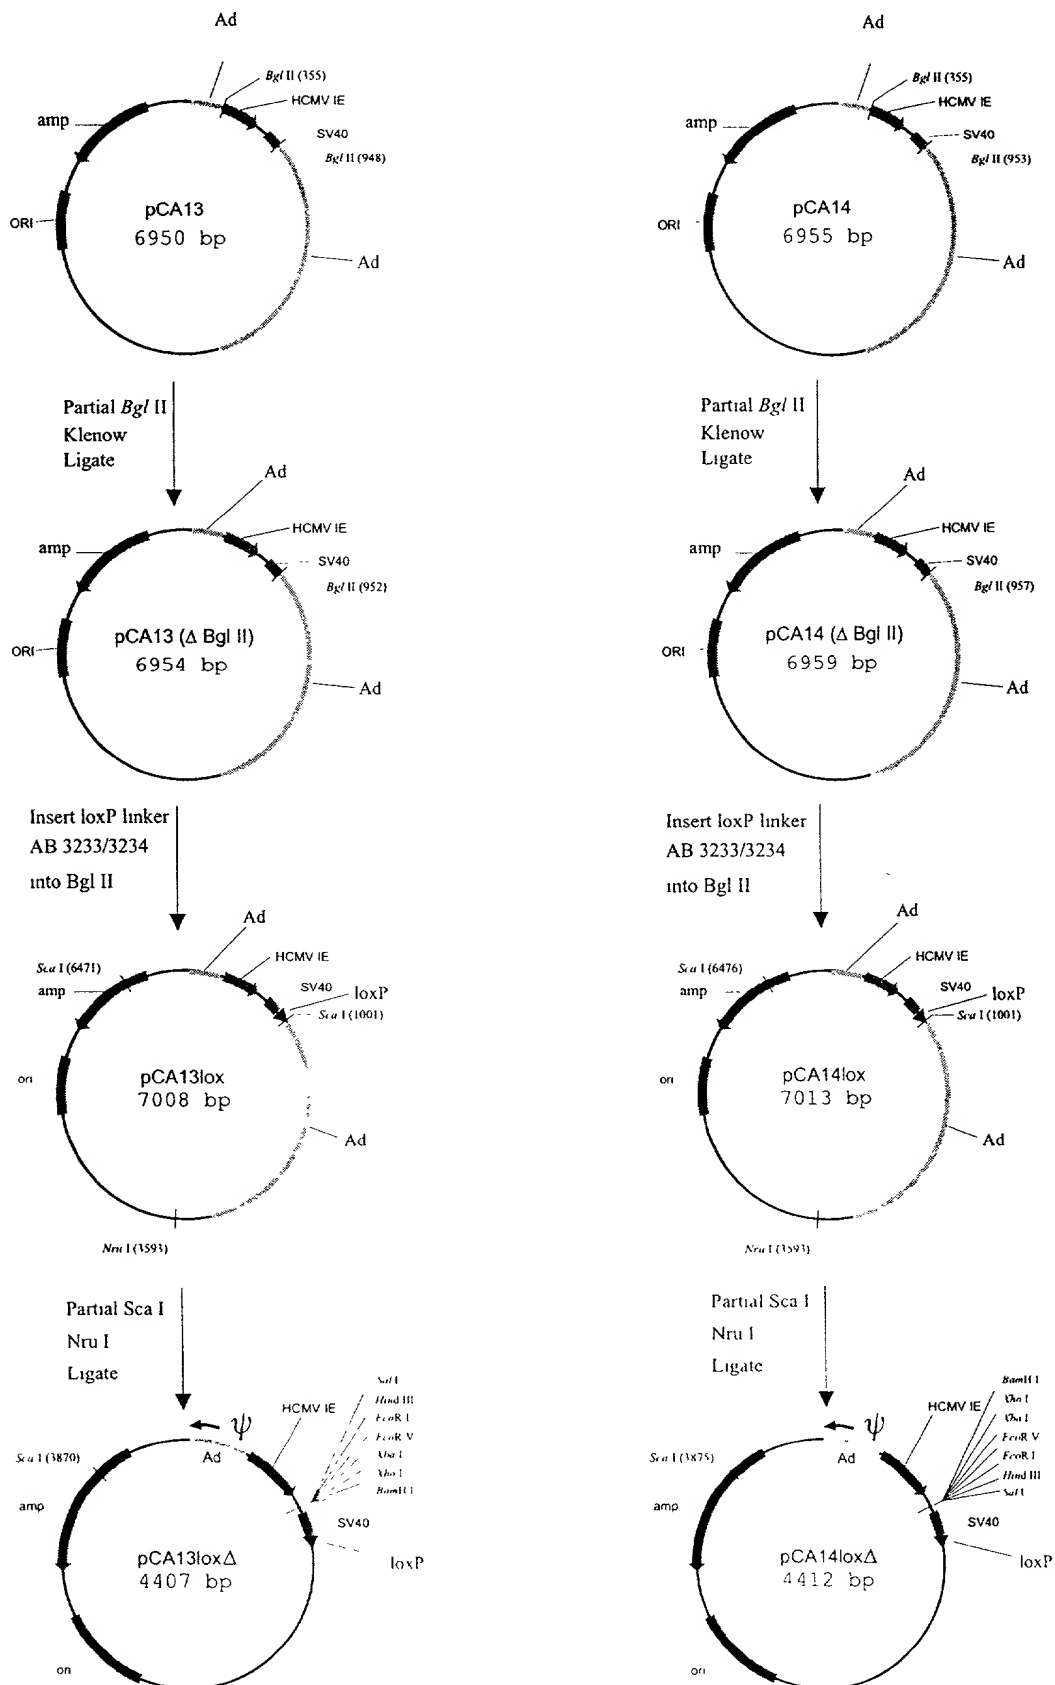 Ad
Bgl II (355)
HCMV IE
amp
SV40
Bgl II (948)
ORI
pCA13
6950 bp
Ad
Ad
Bgl II (355)
HCMV IE
amp
SV40
Bgl II (953)
ORI
pCA14
6955 bp
Ad
Partial Bgl II
Klenow
Ligate
Partial Bgl II
Klenow
Ligate
Ad
HCMV IE
amp
SV40
Bgl II (952)
ORI
pCA13 (Δ Bgl II)
6954 bp
Ad
Ad
HCMV IE
amp
SV40
Bgl II (957)
ORI
pCA14 (Δ Bgl II)
6959 bp
Ad
Insert loxP linker
AB 3233/3234
into Bgl II
Insert loxP linker
AB 3233/3234
into Bgl II
Ad
Sca I (6471)
HCMV IE
amp
SV40
loxP
Sca I (1001)
ori
pCA13lox
7008 bp
Ad
Nru I (3593)
Ad
Sca I (6476)
HCMV IE
amp
SV40
loxP
Sca I (1001)
ori
pCA14lox
7013 bp
Ad
Nru I (3593)
Partial Sca I
Nru I
Ligate
Partial Sca I
Nru I
Ligate
ψ
HCMV IE
Sal I
Hind III
EcoR I
EcoR V
Xba I
Xho I
BamH I
Sca I (3870)
Ad
amp
SV40
loxP
pCA13loxΔ
4407 bp
ori
ψ
HCMV IE
BamH I
Xho I
Xba I
EcoR V
EcoR I
Hind III
Sal I
Sca I (3875)
Ad
amp
SV40
loxP
pCA14loxΔ
4412 bp
ori